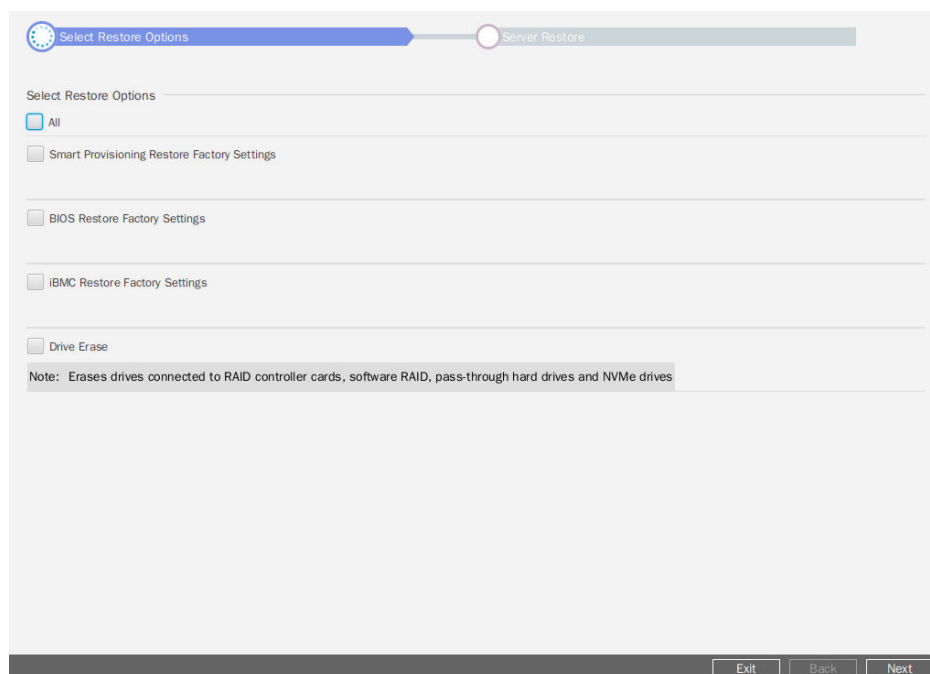 Select Restore Options
Server Restore
Select Restore Options
All
Smart Provisioning Restore Factory Settings
BIOS Restore Factory Settings
iBMC Restore Factory Settings
Drive Erase
Note: Erases drives connected to RAID controller cards, software RAID, pass-through hard drives and NVMe drives
Exit Back Next